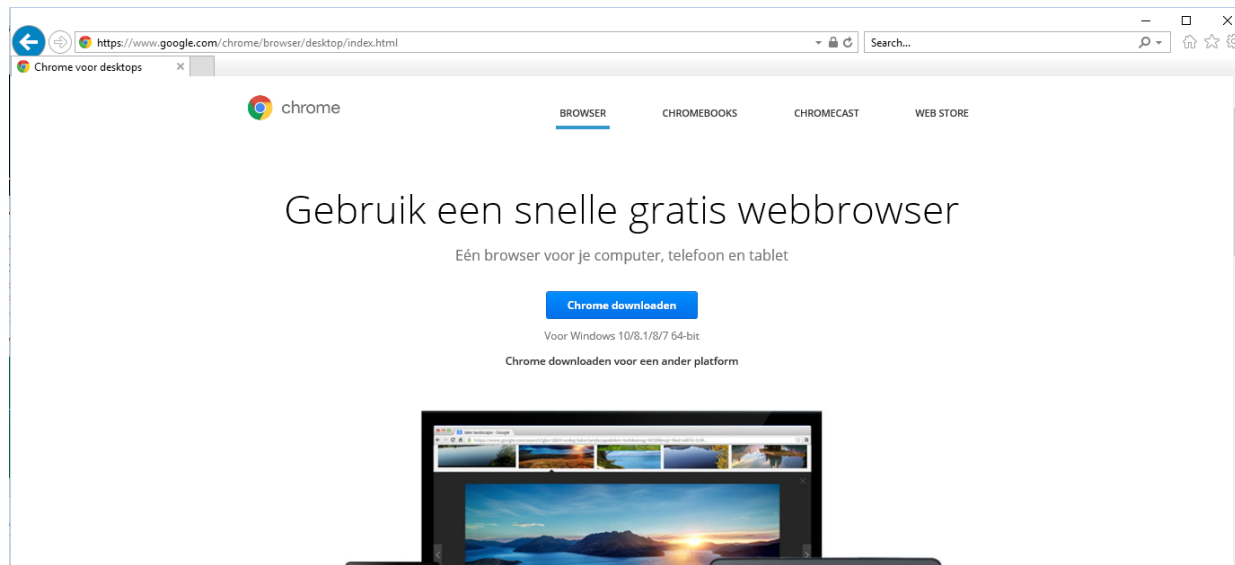 https://www.google.com/chrome/browser/desktop/index.html
Search...
Chrome voor desktops
chrome
BROWSER
CHROMEBOOKS
CHROMECAST
WEB STORE
Gebruik een snelle gratis webbrowser
Eén browser voor je computer, telefoon en tablet
Chrome downloaden
Voor Windows 10/8.1/8/7 64-bit
Chrome downloaden voor een ander platform